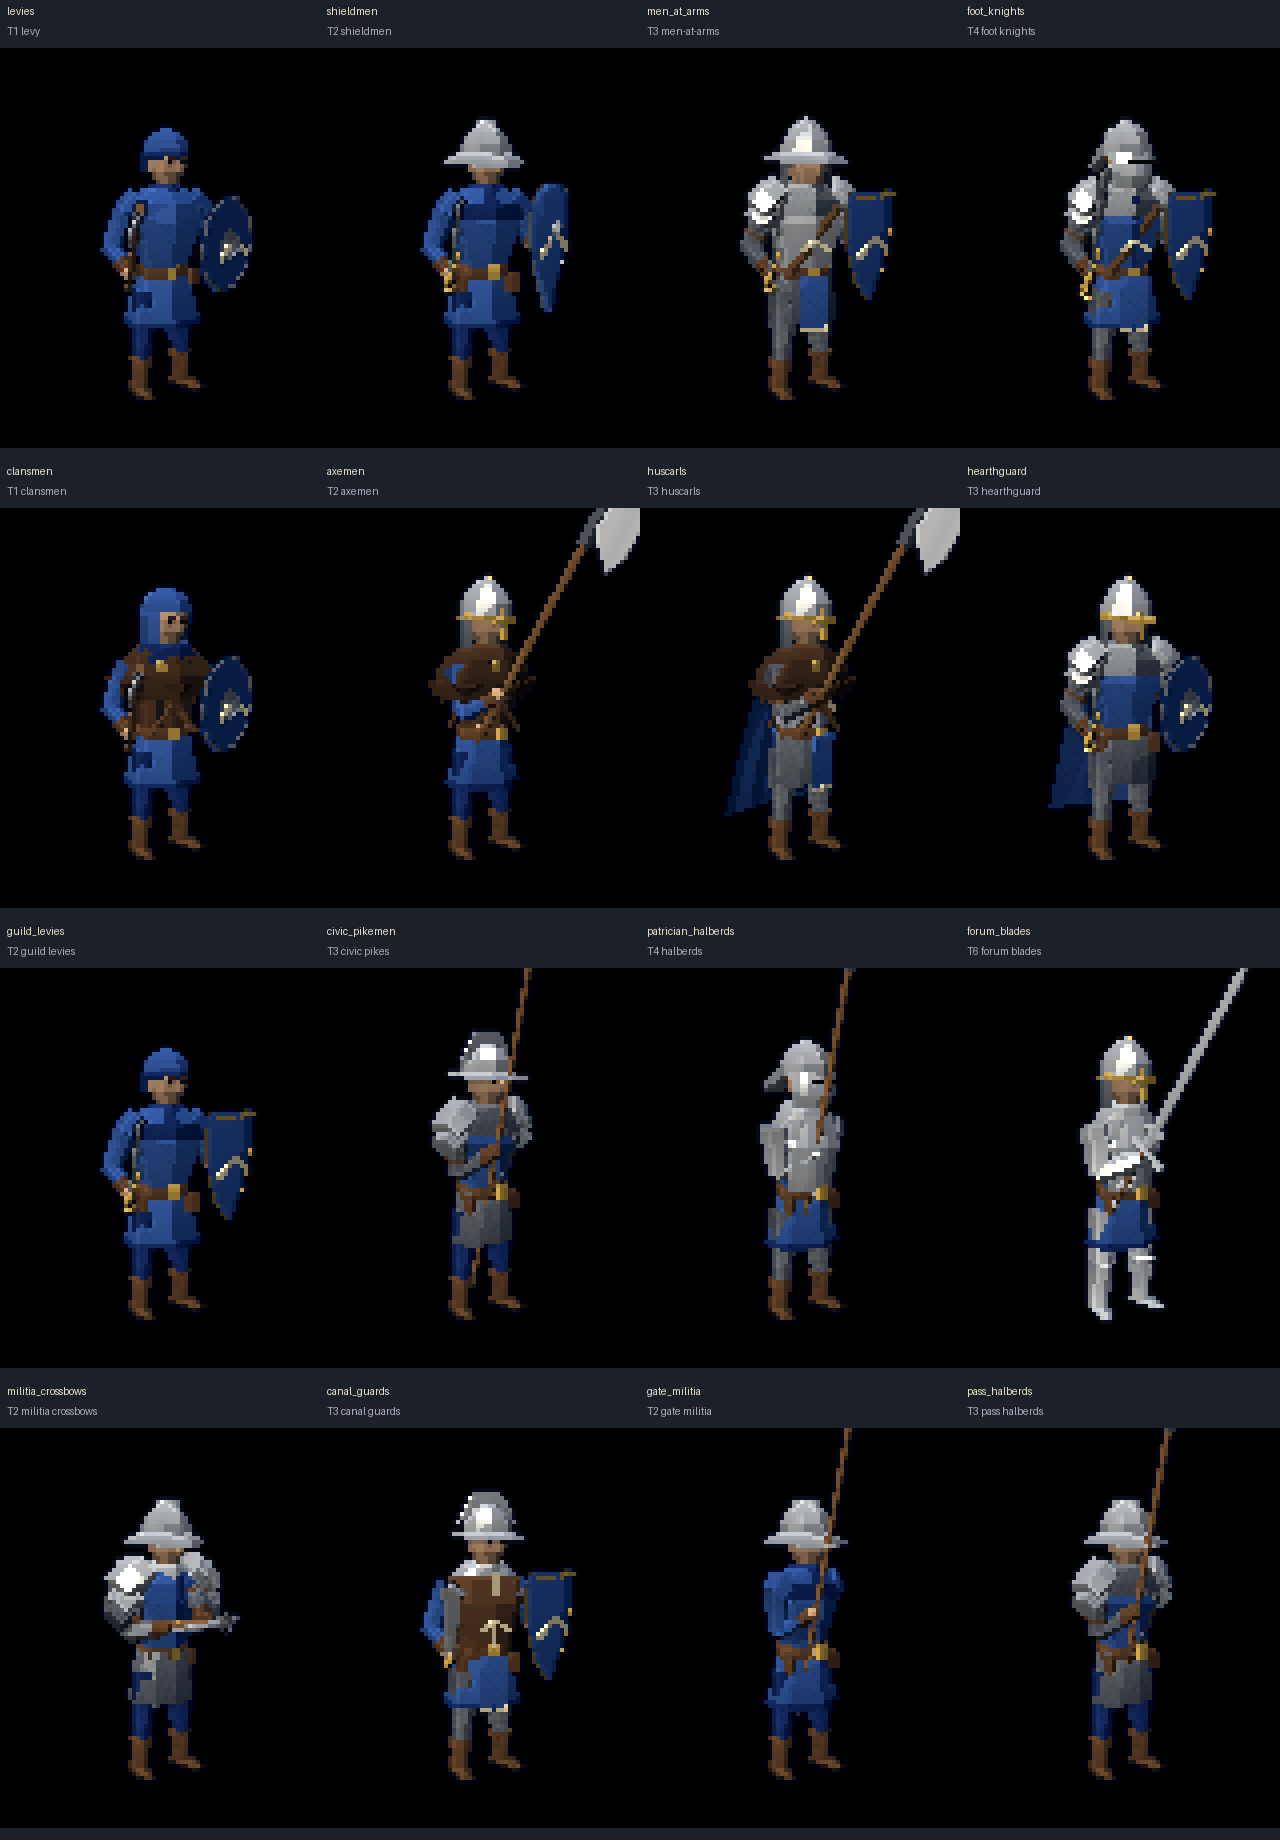 levies
T1 levy
shieldmen
T2 shieldmen
men_at_arms
T3 men-at-arms
foot_knights
T4 foot knights
clansmen
T1 clansmen
axemen
T2 axemen
huscarls
T3 huscarls
hearthguard
T3 hearthguard
guild_levies
T2 guild levies
civic_pikemen
T3 civic pikes
patrician_halberds
T4 halberds
forum_blades
T6 forum blades
militia_crossbows
T2 militia crossbows
canal_guards
T3 canal guards
gate_militia
T2 gate militia
pass_halberds
T3 pass halberds